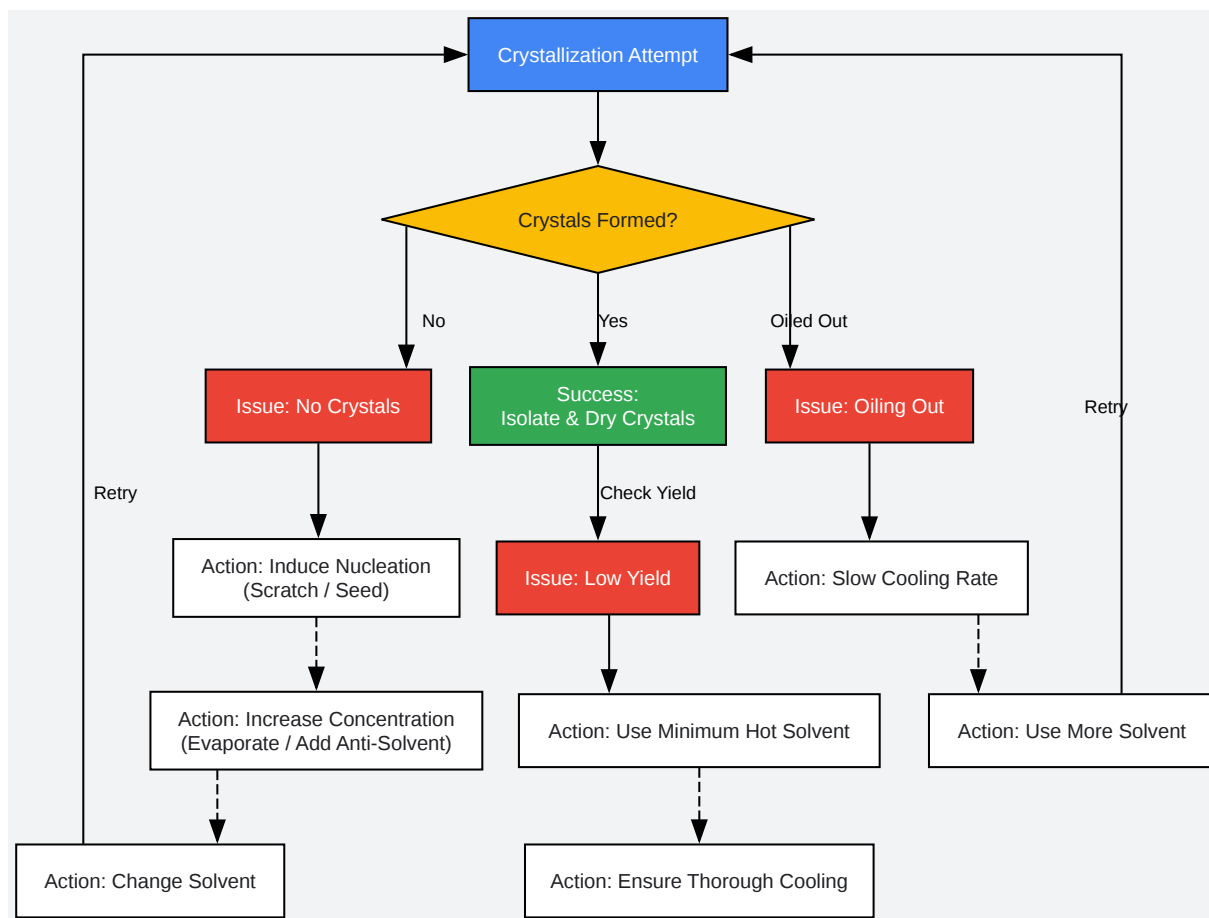 Crystallization Attempt
Crystals Formed?
No
Yes
Oiled Out
Issue: No Crystals
Success:
Isolate & Dry Crystals
Issue: Oiling Out
Retry
Retry
Check Yield
Action: Induce Nucleation
(Scratch / Seed)
Issue: Low Yield
Action: Slow Cooling Rate
Action: Increase Concentration
(Evaporate / Add Anti-Solvent)
Action: Use Minimum Hot Solvent
Action: Use More Solvent
Action: Change Solvent
Action: Ensure Thorough Cooling